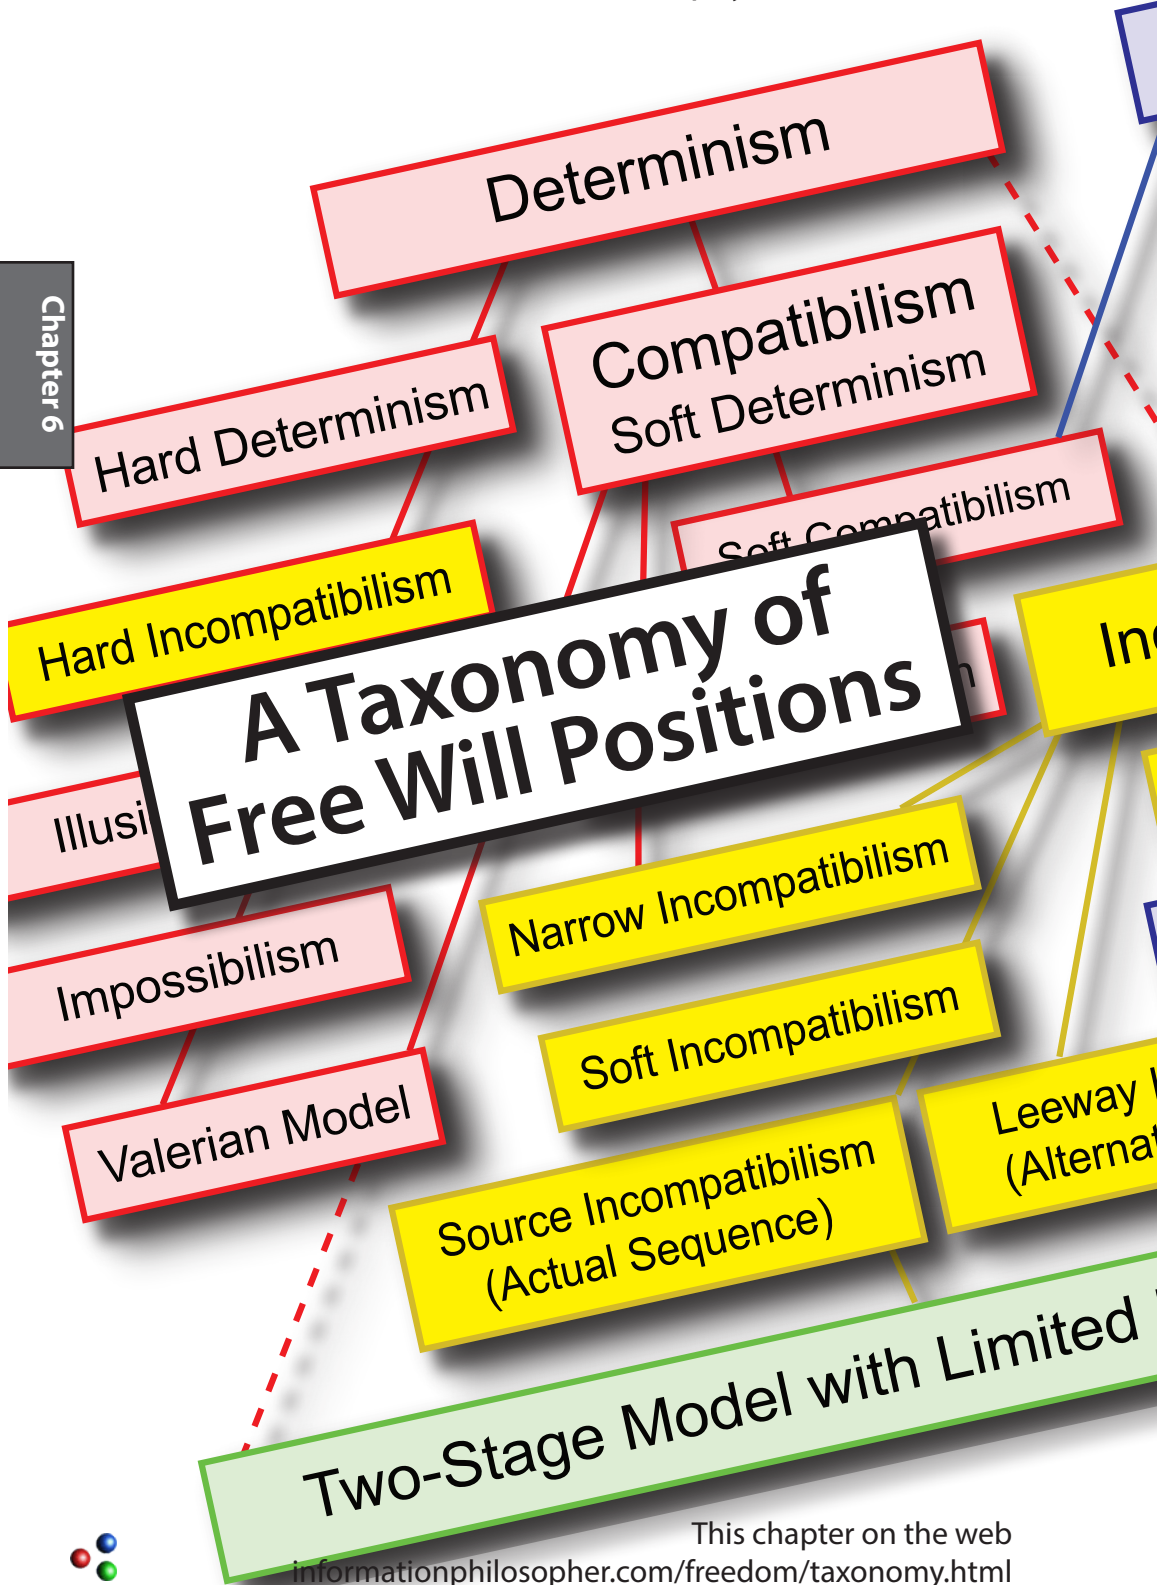 Determinism
Chapter 6
Compatibilism
Soft Determinism
Hard Determinism
Soft Compatibilism
Hard Incompatibilism
A Taxonomy of
Free Will Positions
Narrow Incompatibilism
Impossibilism
Soft Incompatibilism
Valerian Model
Leeway
Source Incompatibilism
(Actual Sequence)
Two-Stage Model with Limited
This chapter on the web
informationphilosopher.com/freedom/taxonomy.html